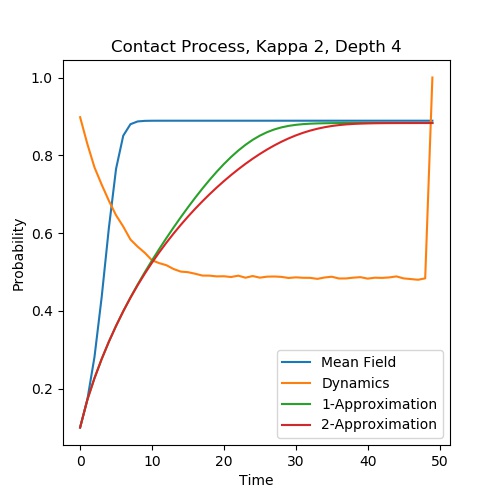 Contact Process, Kappa 2, Depth 4
1.0
0.8
0.6
0.4
0.2
Probability
Mean Field
Dynamics
1-Approximation
2-Approximation
0 10 20 30 40 50
Time